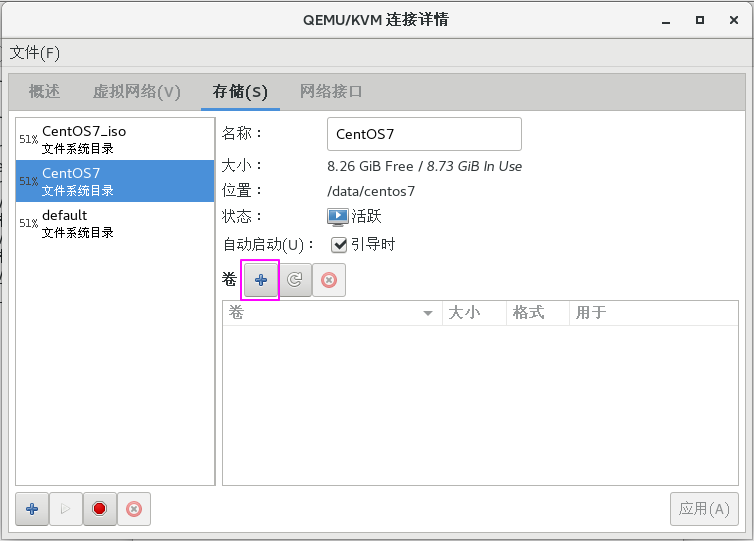 QEMU/KVM 连接详情
文件(F)
概述 虚拟网络(V) 存储(S) 网络接口
51% CentOS7_iso
文件系统目录
51% CentOS7
文件系统目录
51% default
文件系统目录
名称： CentOS7
大小： 8.26 GiB Free / 8.73 GiB In Use
位置： /data/centos7
状态： 活跃
自动启动(U)： 引导时
卷
卷 大小 格式 用于
应用(A)